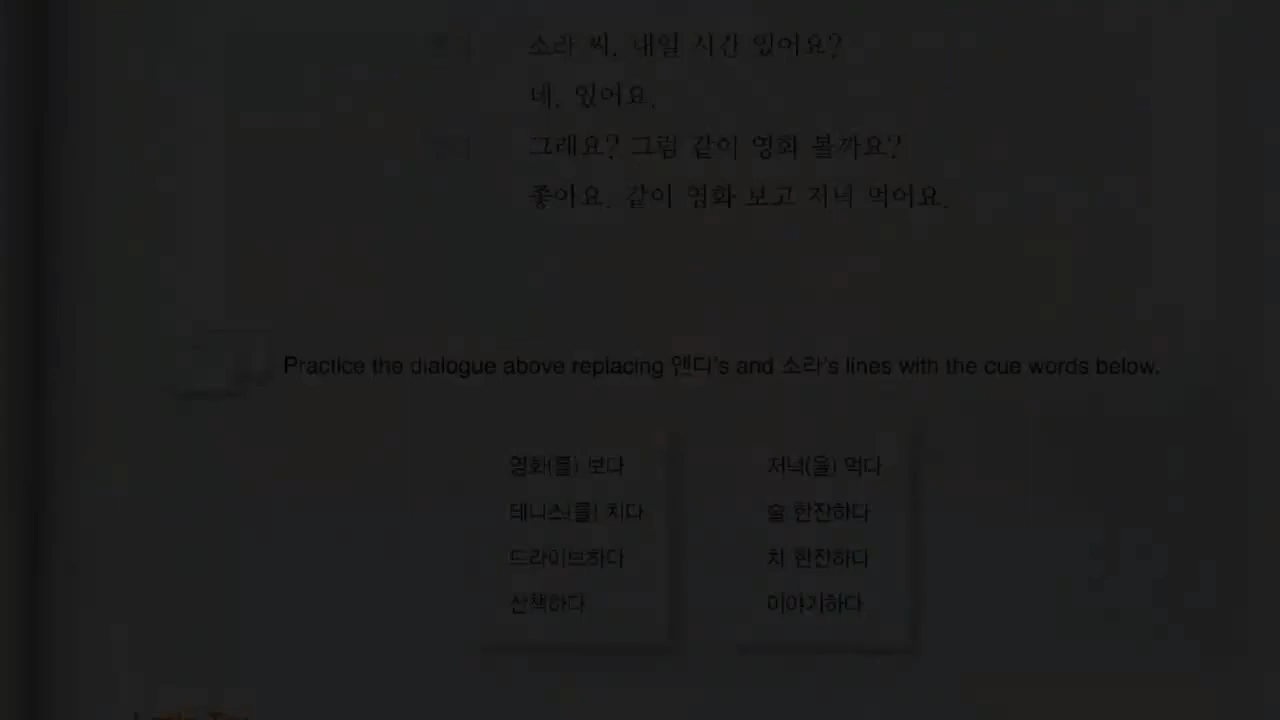 소라 씨, 내일 시간 있어요?
네, 있어요.
그래요? 그럼 같이 영화 볼까요?
좋아요. 같이 영화 보고 저녁 먹어요.
Practice the dialogue above replacing 앤디's and 소라's lines with the cue words below.
영화(를) 보다
테니스(를) 치다
드라이브하다
산책하다
저녁(을) 먹다
술 한잔하다
차 한잔하다
이야기하다